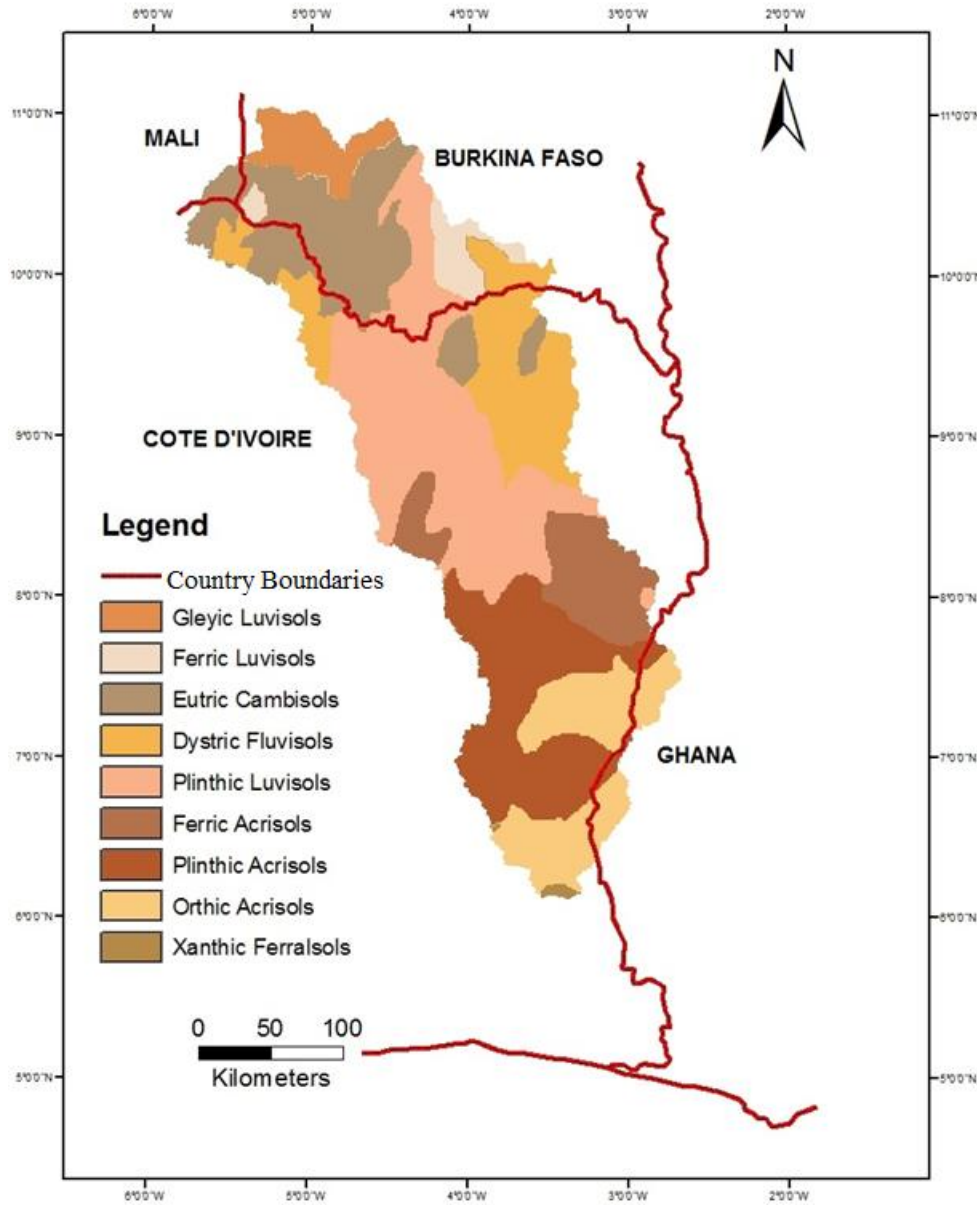 6°0'0"W 5°0'0"W 4°0'0"W 3°0'0"W 2°0'0"W
N
11°0'0"N 11°0'0"N
MALI
BURKINA FASO
10°0'0"N 10°0'0"N
9°0'0"N 9°0'0"N
COTE D'IVOIRE
Legend
Country Boundaries
8°0'0"N 8°0'0"N
Gleyic Luvisols
Ferric Luvisols
Eutric Cambisols
Dystric Fluvisols
7°0'0"N 7°0'0"N
GHANA
Plinthic Luvisols
Ferric Acrisols
Plinthic Acrisols
Orthic Acrisols
6°0'0"N 6°0'0"N
Xanthic Ferralsols
0 50 100
Kilometers
5°0'0"N 5°0'0"N
6°0'0"W 5°0'0"W 4°0'0"W 3°0'0"W 2°0'0"W